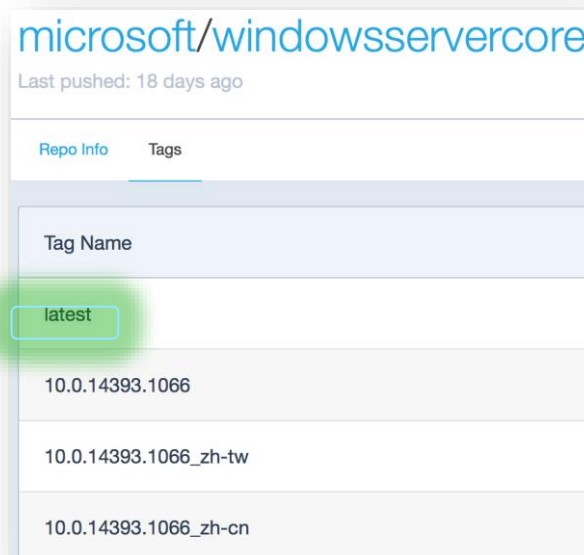 microsoft/windowsservercore
Last pushed: 18 days ago
Repo Info Tags
Tag Name
latest
10.0.14393.1066
10.0.14393.1066_zh-tw
10.0.14393.1066_zh-cn